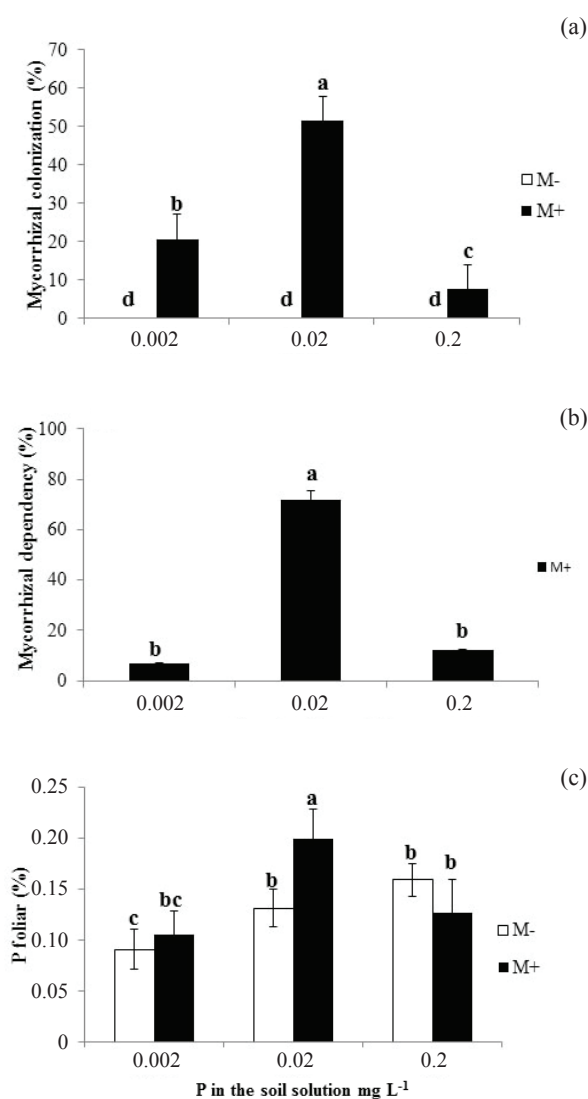 (a)
Mycorrhizal colonization (%)
70
60
50
40
30
20
10
0
d
b
d
a
d
c
0.002
0.02
0.2
M-
M+
(b)
Mycorrhizal dependency (%)
100
80
60
40
20
0
b
a
b
0.002
0.02
0.2
M+
(c)
P foliar (%)
0.25
0.20
0.15
0.10
0.05
0
c
bc
b
a
b
b
0.002
0.02
0.2
M-
M+
P in the soil solution mg L⁻¹